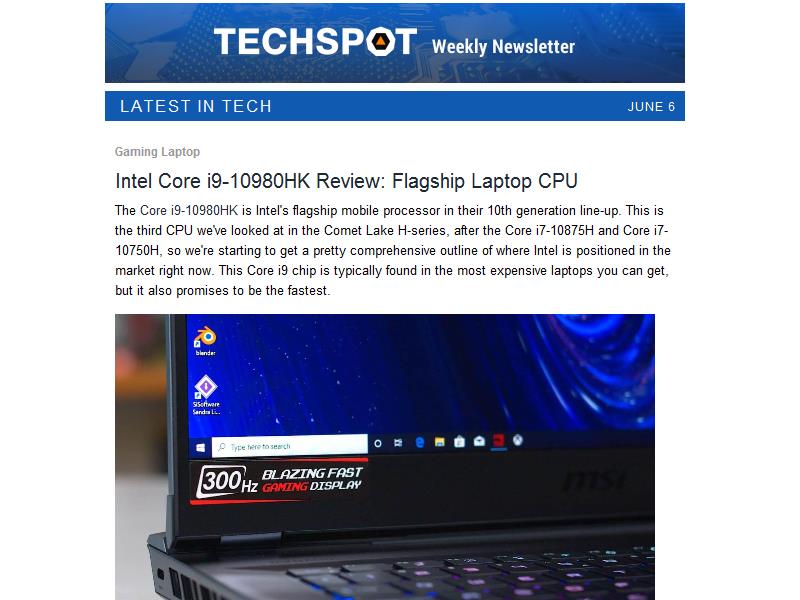 TECHSPOT Weekly Newsletter
LATEST IN TECH JUNE 6
Gaming Laptop
Intel Core i9-10980HK Review: Flagship Laptop CPU
The Core i9-10980HK is Intel's flagship mobile processor in their 10th generation line-up. This is
the third CPU we've looked at in the Comet Lake H-series, after the Core i7-10875H and Core i7-
10750H, so we're starting to get a pretty comprehensive outline of where Intel is positioned in the
market right now. This Core i9 chip is typically found in the most expensive laptops you can get,
but it also promises to be the fastest.
blender
SiSoftware
Sandra Li...
Type here to search
300Hz BLAZING FAST
GAMING DISPLAY
msi